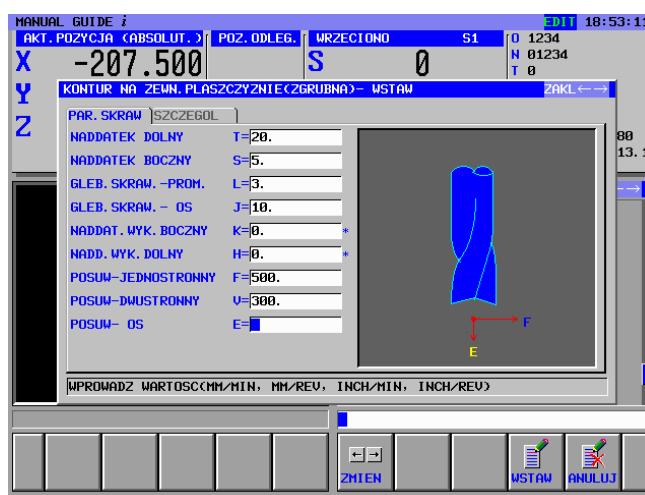 MANUAL GUIDE i EDIT 18:53:1
AKT.POZYCJA (ABSOLUT.) POZ.ODLEG. WRZECIONO S1 O 1234
X -207.500 S 0 N 01234
T 0
Y KONTUR NA ZEWN.PLASZCZYZNIE(ZGRUBNA)- WSTAW ZAKL←→
Z PAR.SKRAW SZCZEGOL
NADDATEK DOLNY T=20. 80
NADDATEK BOCZNY S=5. 13.
GLEB.SKRAW.-PROM. L=3.
GLEB.SKRAW.- OS J=10.
NADDAT.WYK.BOCZNY K=0. *
NADD.WYK.DOLNY H=0. *
POSUW-JEDNOSTRONNY F=500.
POSUW-DWUSTRONNY V=300.
POSUW- OS E=
F
E
WPROWADZ WARTOSC(MM/MIN, MM/REV, INCH/MIN, INCH/REV)
←→
ZMIEN WSTAW ANULUJ